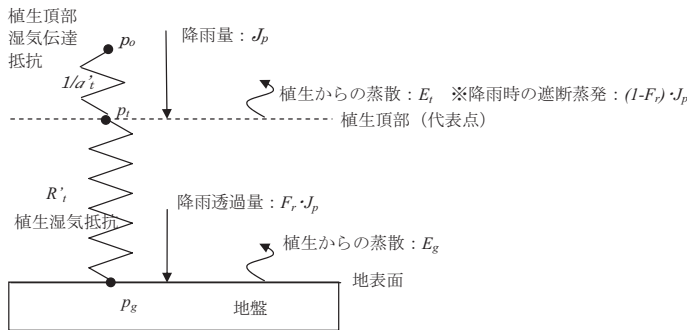 植生頂部
湿気伝達
抵抗
p_o
1/a'_t
p_t
降雨量：J_p
植生からの蒸散：E_t ※降雨時の遮断蒸発：(1-F_r)・J_p
植生頂部（代表点）
R'_t
植生湿気抵抗
降雨透過量：F_r・J_p
植生からの蒸散：E_g
地表面
p_g
地盤